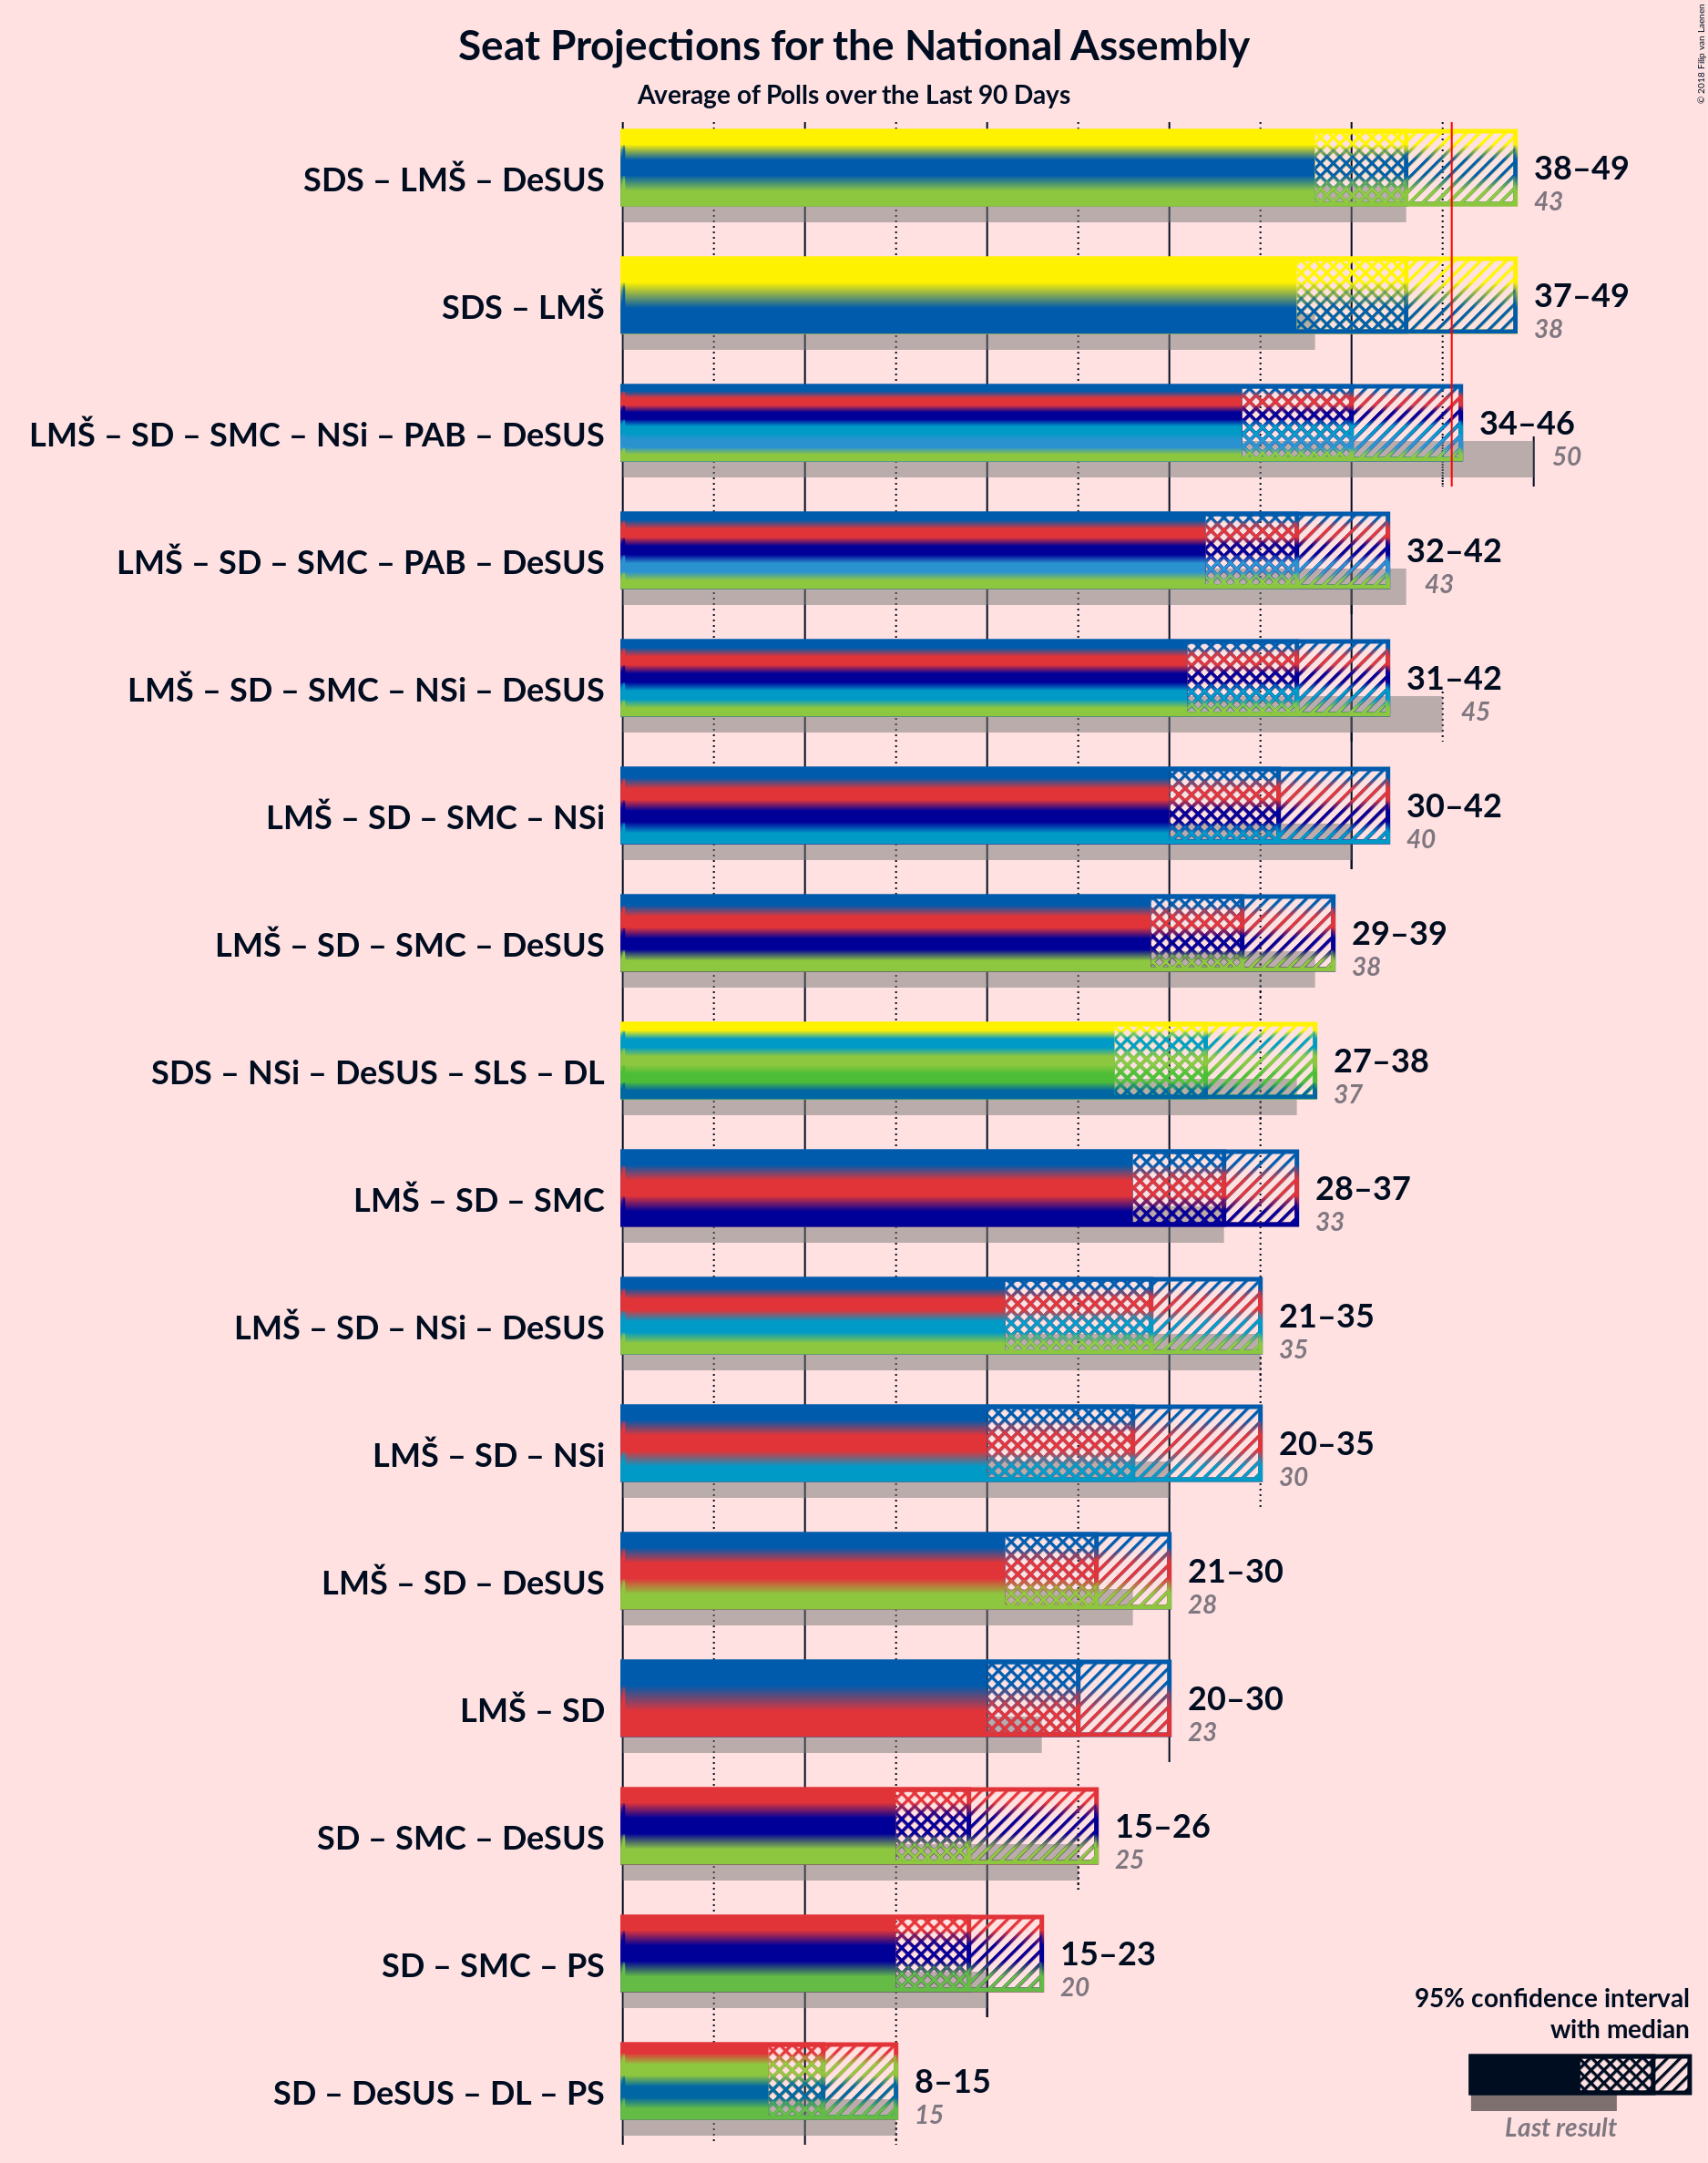 © 2018 Filip van Laenen
Seat Projections for the National Assembly
Average of Polls over the Last 90 Days
SDS – LMŠ – DeSUS
38–49
43
SDS – LMŠ
37–49
38
LMŠ – SD – SMC – NSi – PAB – DeSUS
34–46
50
LMŠ – SD – SMC – PAB – DeSUS
32–42
43
LMŠ – SD – SMC – NSi – DeSUS
31–42
45
LMŠ – SD – SMC – NSi
30–42
40
LMŠ – SD – SMC – DeSUS
29–39
38
SDS – NSi – DeSUS – SLS – DL
27–38
37
LMŠ – SD – SMC
28–37
33
LMŠ – SD – NSi – DeSUS
21–35
35
LMŠ – SD – NSi
20–35
30
LMŠ – SD – DeSUS
21–30
28
LMŠ – SD
20–30
23
SD – SMC – DeSUS
15–26
25
SD – SMC – PS
15–23
20
SD – DeSUS – DL – PS
8–15
15
95% confidence interval
with median
Last result